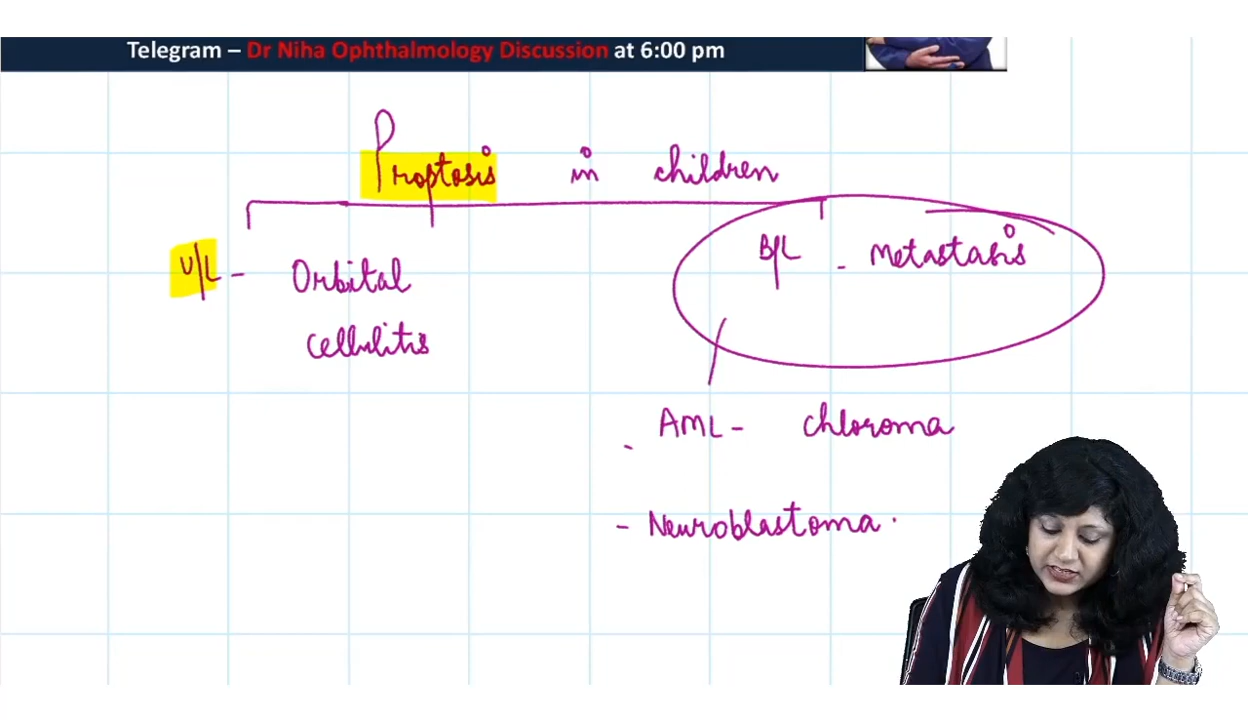 Telegram – Dr Niha Ophthalmology Discussion at 6:00 pm
Proptosis in children
U/L - Orbital cellulitis
B/L - Metastasis
- AML - chloroma
- Neuroblastoma.